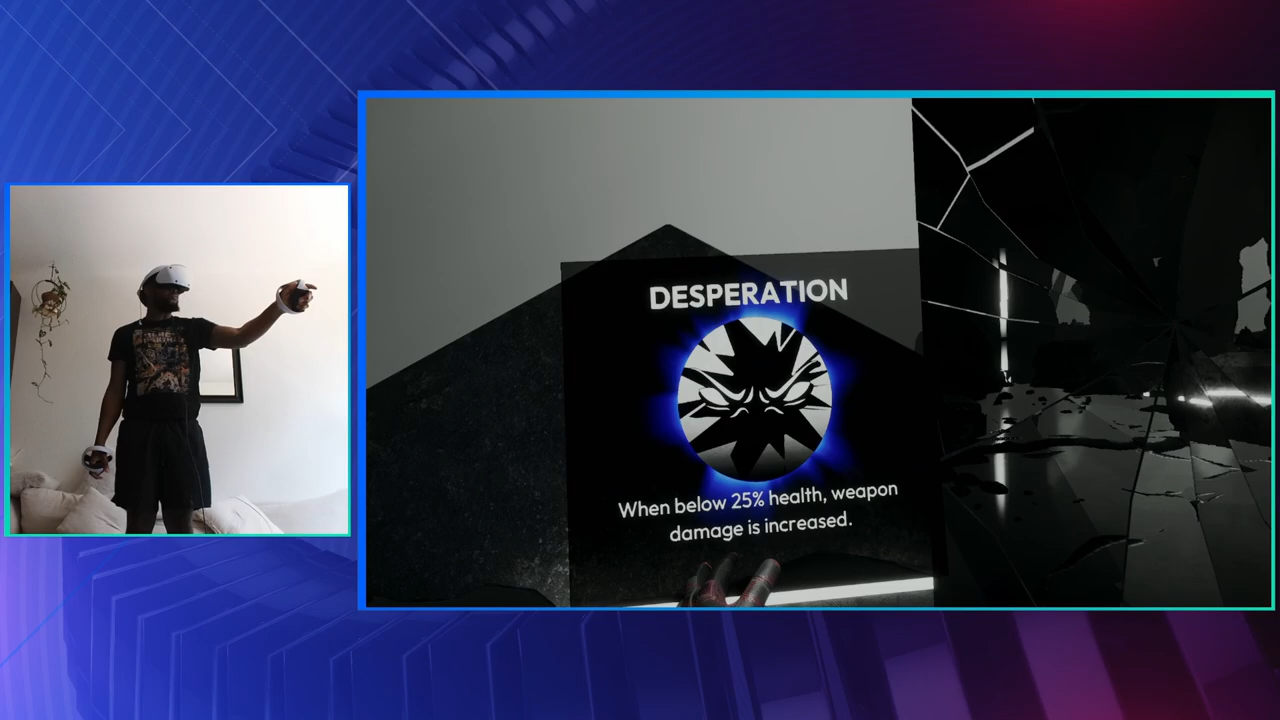 DESPERATION
When below 25% health, weapon
damage is increased.